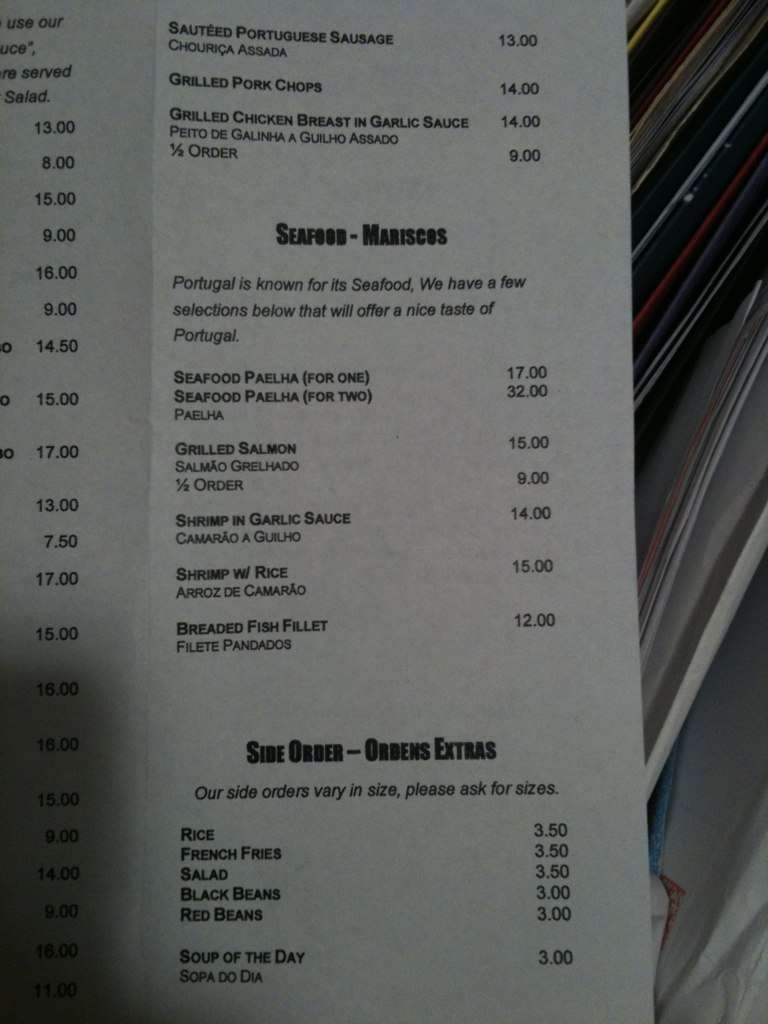 use our
uce",
re served
Salad.
13.00
8.00
15.00
9.00
16.00
9.00
O 14.50
O 15.00
BO 17.00
13.00
7.50
17.00
15.00
16.00
16.00
15.00
9.00
14.00
9.00
16.00
11.00
SAUTÉED PORTUGUESE SAUSAGE 13.00
CHOURIÇA ASSADA
GRILLED PORK CHOPS 14.00
GRILLED CHICKEN BREAST IN GARLIC SAUCE 14.00
PEITO DE GALINHA A GUILHO ASSADO
½ ORDER 9.00
SEAFOOD - MARISCOS
Portugal is known for its Seafood, We have a few
selections below that will offer a nice taste of
Portugal.
SEAFOOD PAELHA (FOR ONE) 17.00
SEAFOOD PAELHA (FOR TWO) 32.00
PAELHA
GRILLED SALMON 15.00
SALMÃO GRELHADO
½ ORDER 9.00
SHRIMP IN GARLIC SAUCE 14.00
CAMARÃO A GUILHO
SHRIMP W/ RICE 15.00
ARROZ DE CAMARÃO
BREADED FISH FILLET 12.00
FILETE PANDADOS
SIDE ORDER – ORDENS EXTRAS
Our side orders vary in size, please ask for sizes.
RICE 3.50
FRENCH FRIES 3.50
SALAD 3.50
BLACK BEANS 3.00
RED BEANS 3.00
SOUP OF THE DAY 3.00
SOPA DO DIA